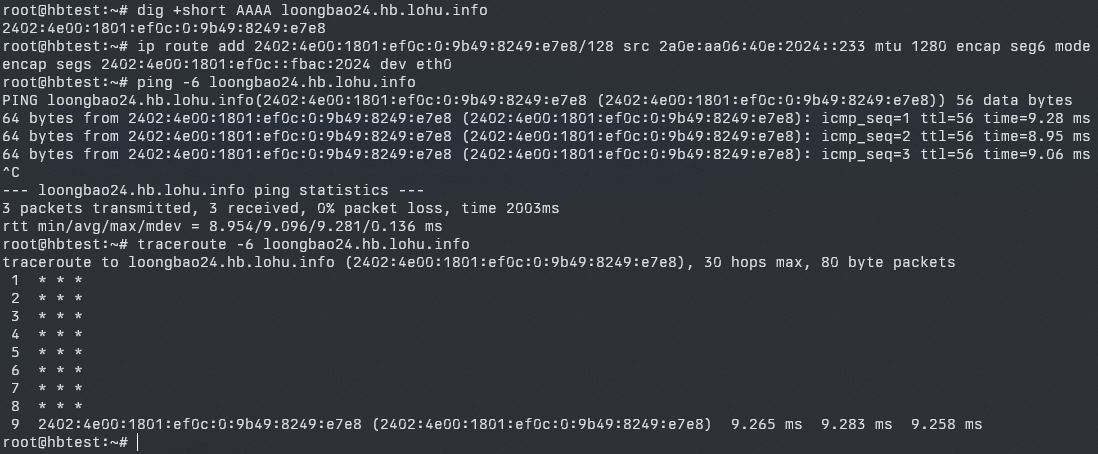 root@hbtest:~# dig +short AAAA loongbao24.hb.lohu.info
2402:4e00:1801:ef0c:0:9b49:8249:e7e8
root@hbtest:~# ip route add 2402:4e00:1801:ef0c:0:9b49:8249:e7e8/128 src 2a0e:aa06:40e:2024::233 mtu 1280 encap seg6 mode
encap segs 2402:4e00:1801:ef0c::fbac:2024 dev eth0
root@hbtest:~# ping -6 loongbao24.hb.lohu.info
PING loongbao24.hb.lohu.info(2402:4e00:1801:ef0c:0:9b49:8249:e7e8 (2402:4e00:1801:ef0c:0:9b49:8249:e7e8)) 56 data bytes
64 bytes from 2402:4e00:1801:ef0c:0:9b49:8249:e7e8 (2402:4e00:1801:ef0c:0:9b49:8249:e7e8): icmp_seq=1 ttl=56 time=9.28 ms
64 bytes from 2402:4e00:1801:ef0c:0:9b49:8249:e7e8 (2402:4e00:1801:ef0c:0:9b49:8249:e7e8): icmp_seq=2 ttl=56 time=8.95 ms
64 bytes from 2402:4e00:1801:ef0c:0:9b49:8249:e7e8 (2402:4e00:1801:ef0c:0:9b49:8249:e7e8): icmp_seq=3 ttl=56 time=9.06 ms
^C
--- loongbao24.hb.lohu.info ping statistics ---
3 packets transmitted, 3 received, 0% packet loss, time 2003ms
rtt min/avg/max/mdev = 8.954/9.096/9.281/0.136 ms
root@hbtest:~# traceroute -6 loongbao24.hb.lohu.info
traceroute to loongbao24.hb.lohu.info (2402:4e00:1801:ef0c:0:9b49:8249:e7e8), 30 hops max, 80 byte packets
 1  * * *
 2  * * *
 3  * * *
 4  * * *
 5  * * *
 6  * * *
 7  * * *
 8  * * *
 9  2402:4e00:1801:ef0c:0:9b49:8249:e7e8 (2402:4e00:1801:ef0c:0:9b49:8249:e7e8)  9.265 ms  9.283 ms  9.258 ms
root@hbtest:~#